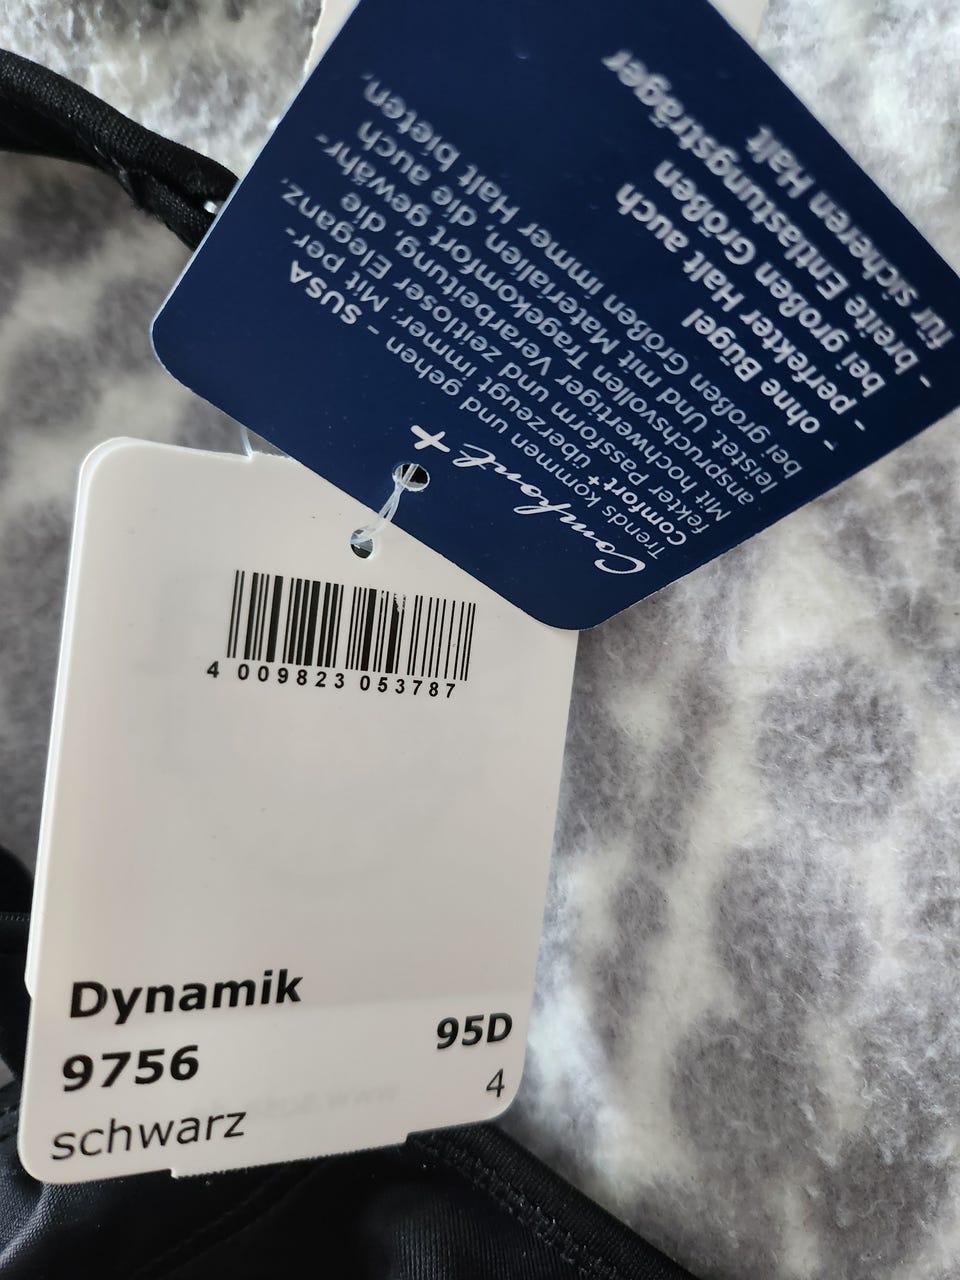 Comfort +
Trends kommen und gehen
Comfort+ überzeugt immer: Mit per-
fekter Passform und zeitloser Eleganz.
Mit hochwertiger Verarbeitung, die
anspruchsvollen Tragekomfort gewähr-
leistet. Und mit Materialien, die auch
bei großen Größen immer Halt bieten.
- SUSA
- ohne Bügel Halt auch
- perfekter Halt auch
bei großen Größen
- breite Entlastungsträger
für sicheren Halt
4 009823 053787
Dynamik
9756
95D
schwarz
4